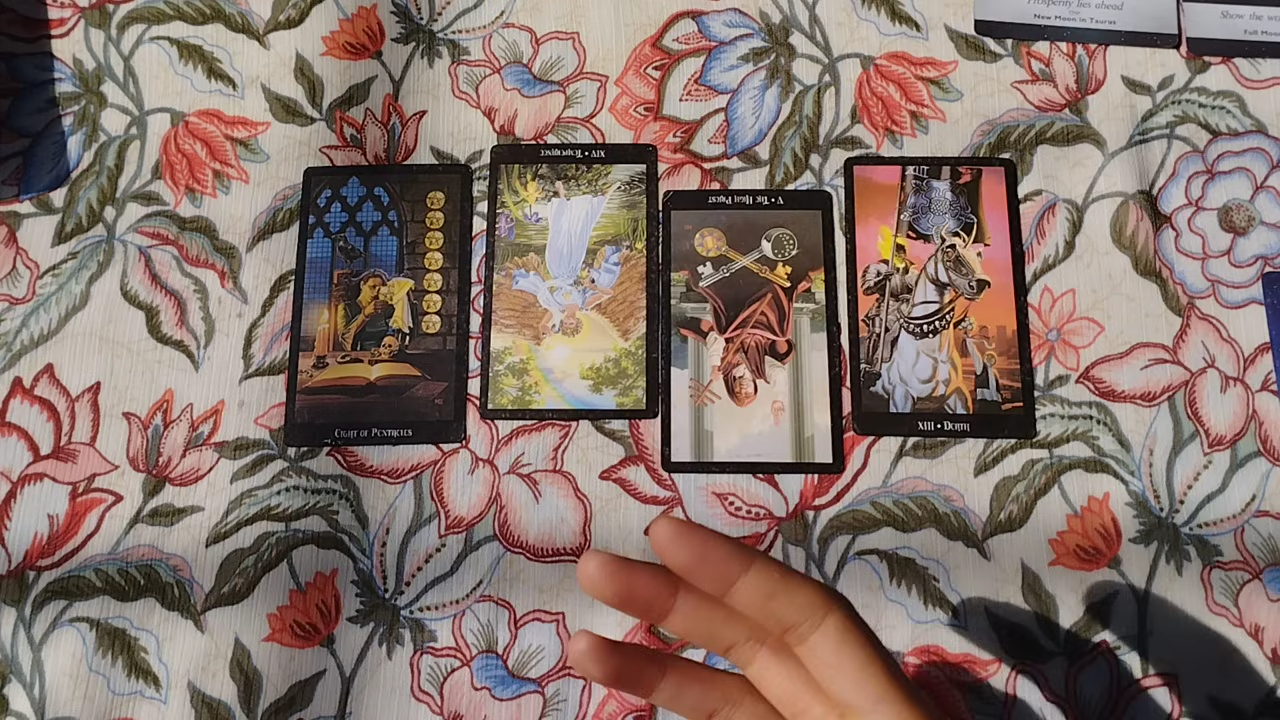 Prosperity lies ahead
New Moon in Taurus
Show the
Full
XIV • Temperance
V • The High Priest
Eight of Pentacles
XIII • Death